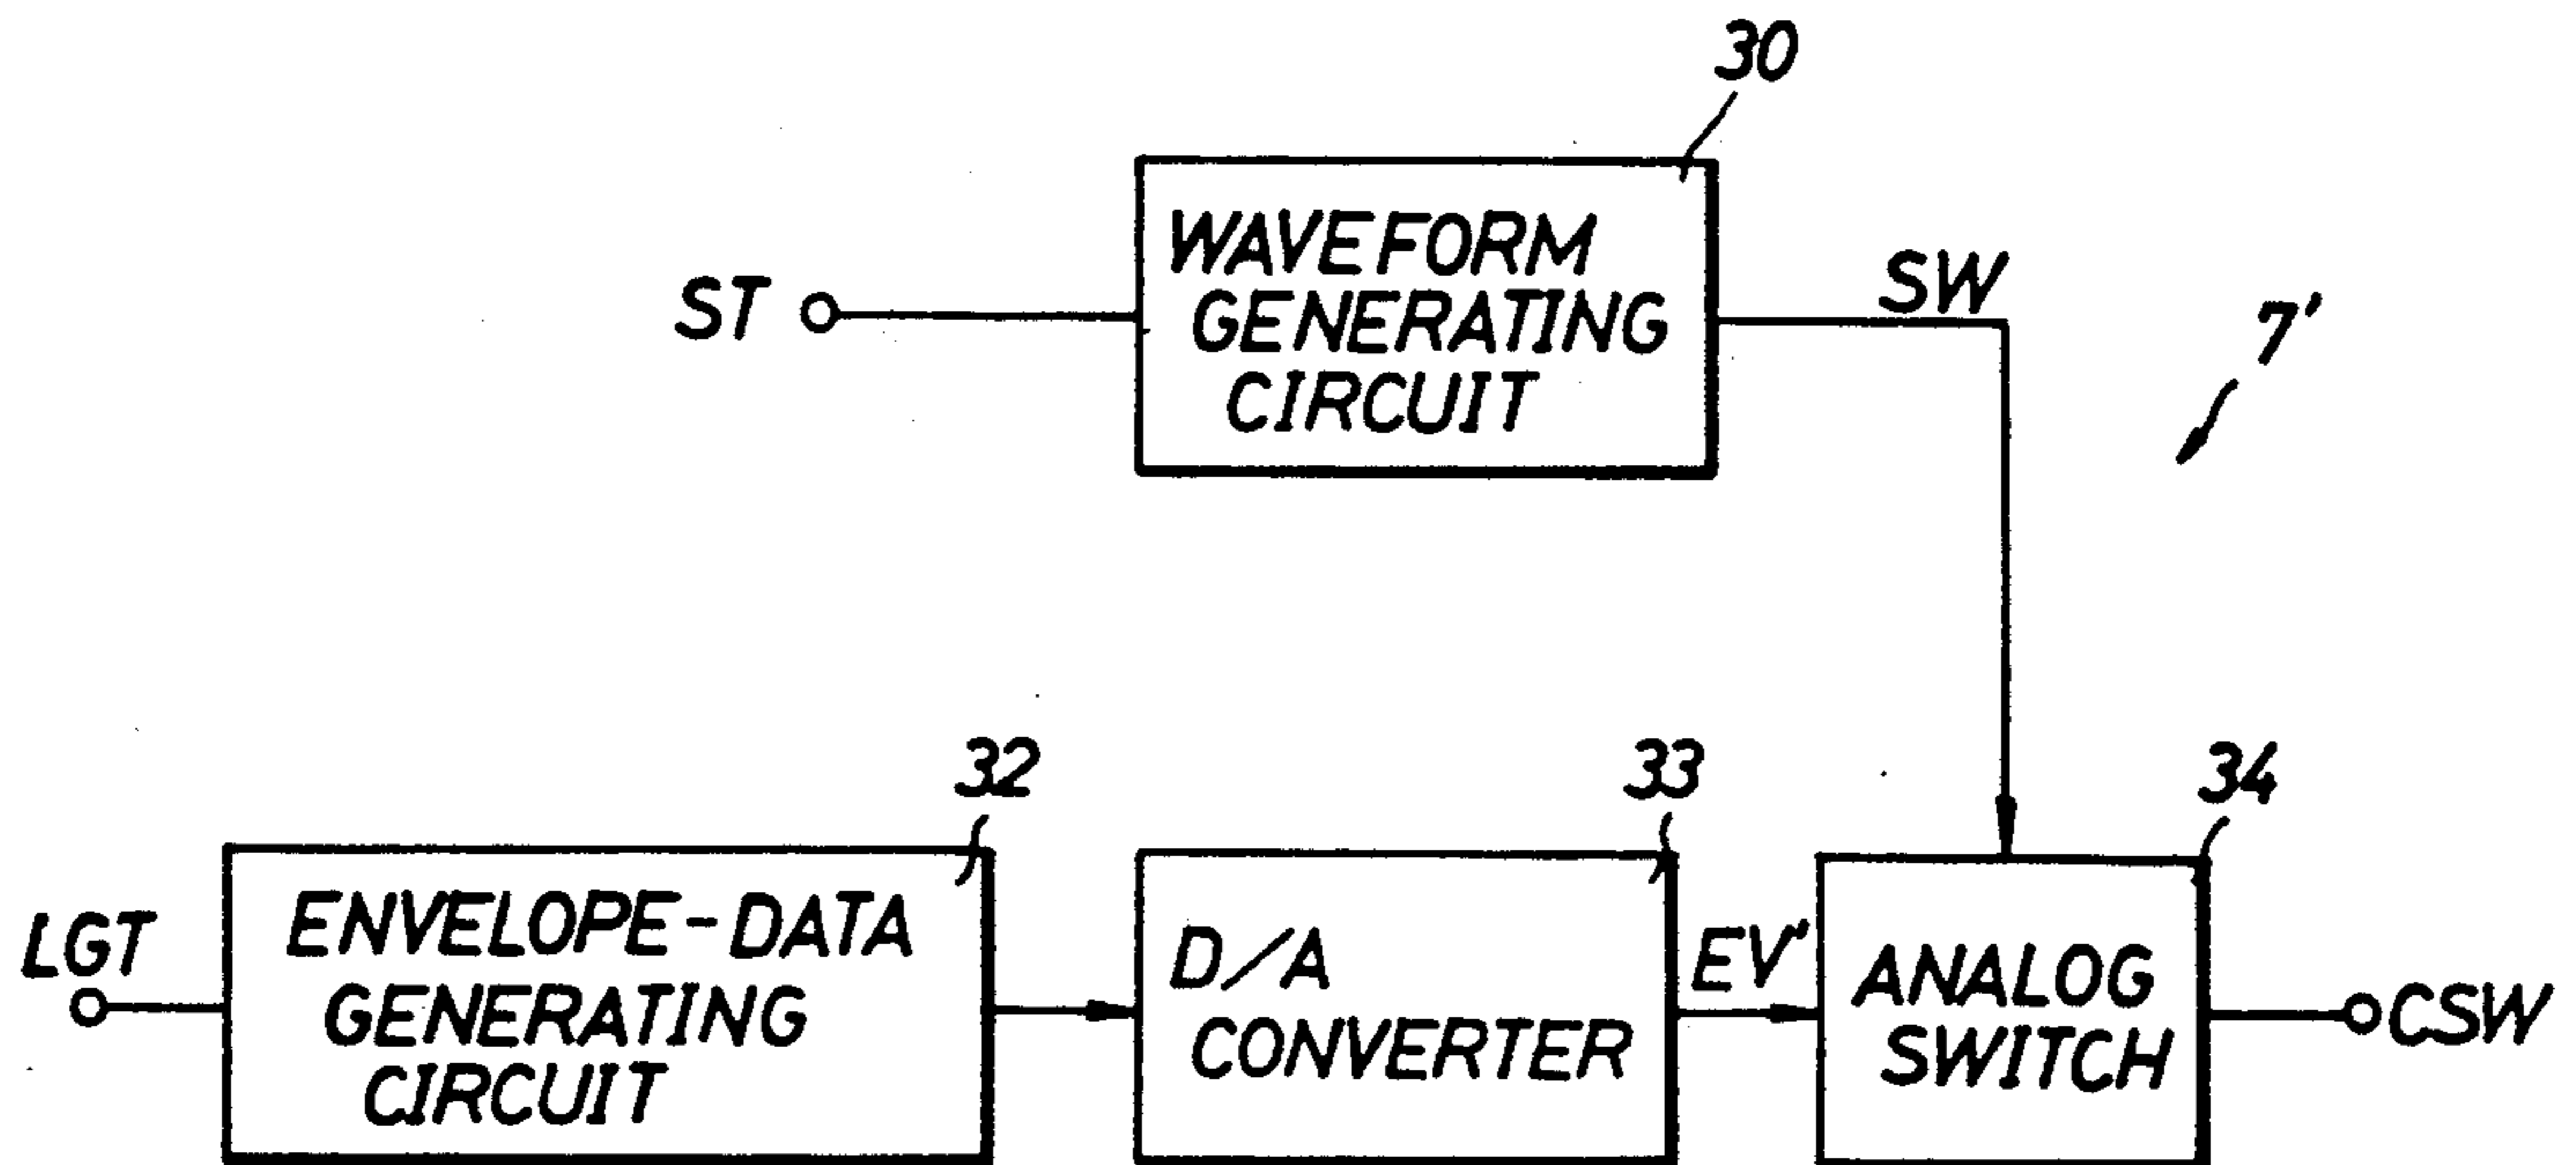 30
WAVEFORM
GENERATING
CIRCUIT
ST
SW
7'
32
33
34
LGT
ENVELOPE-DATA
GENERATING
CIRCUIT
D/A
CONVERTER
EV'
ANALOG
SWITCH
CSW